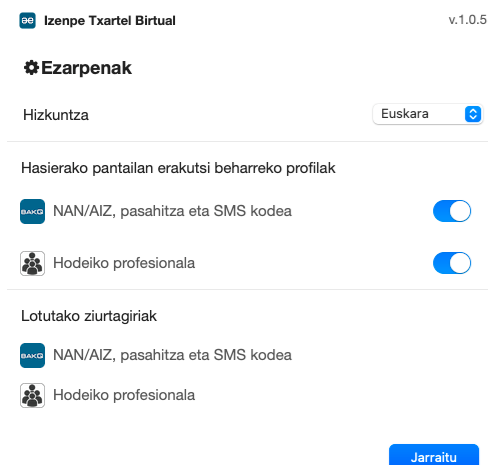 Izenpe Txartel Birtual
v.1.0.5
Ezarpenak
Hizkuntza
Euskara
Hasierako pantailan erakutsi beharreko profilak
BAKQ NAN/AIZ, pasahitza eta SMS kodea
Hodeiko profesionala
Lotutako ziurtagiriak
BAKQ NAN/AIZ, pasahitza eta SMS kodea
Hodeiko profesionala
Jarraitu